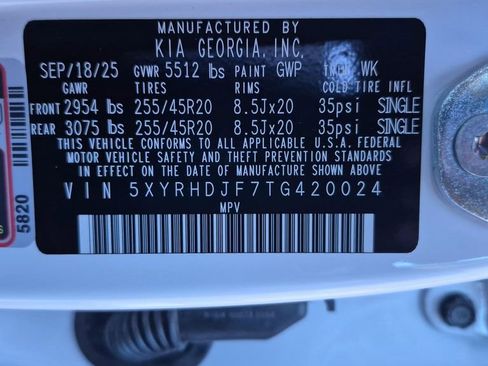 MANUFACTURED BY
KIA GEORGIA, INC.
SEP/18/25 GVWR 5512 lbs PAINT GWP TRIM WK
GAWR TIRES RIMS COLD TIRE INFL
FRONT 2954 lbs 255/45R20 8.5Jx20 35psi SINGLE
REAR 3075 lbs 255/45R20 8.5Jx20 35psi SINGLE
THIS VEHICLE CONFORMS TO ALL APPLICABLE U.S.A. FEDERAL
MOTOR VEHICLE SAFETY, BUMPER, AND THEFT PREVENTION STANDARDS
IN EFFECT ON THE DATE OF MANUFACTURE SHOWN ABOVE.
VIN 5XYRHDJF7TG420024
MPV
5820